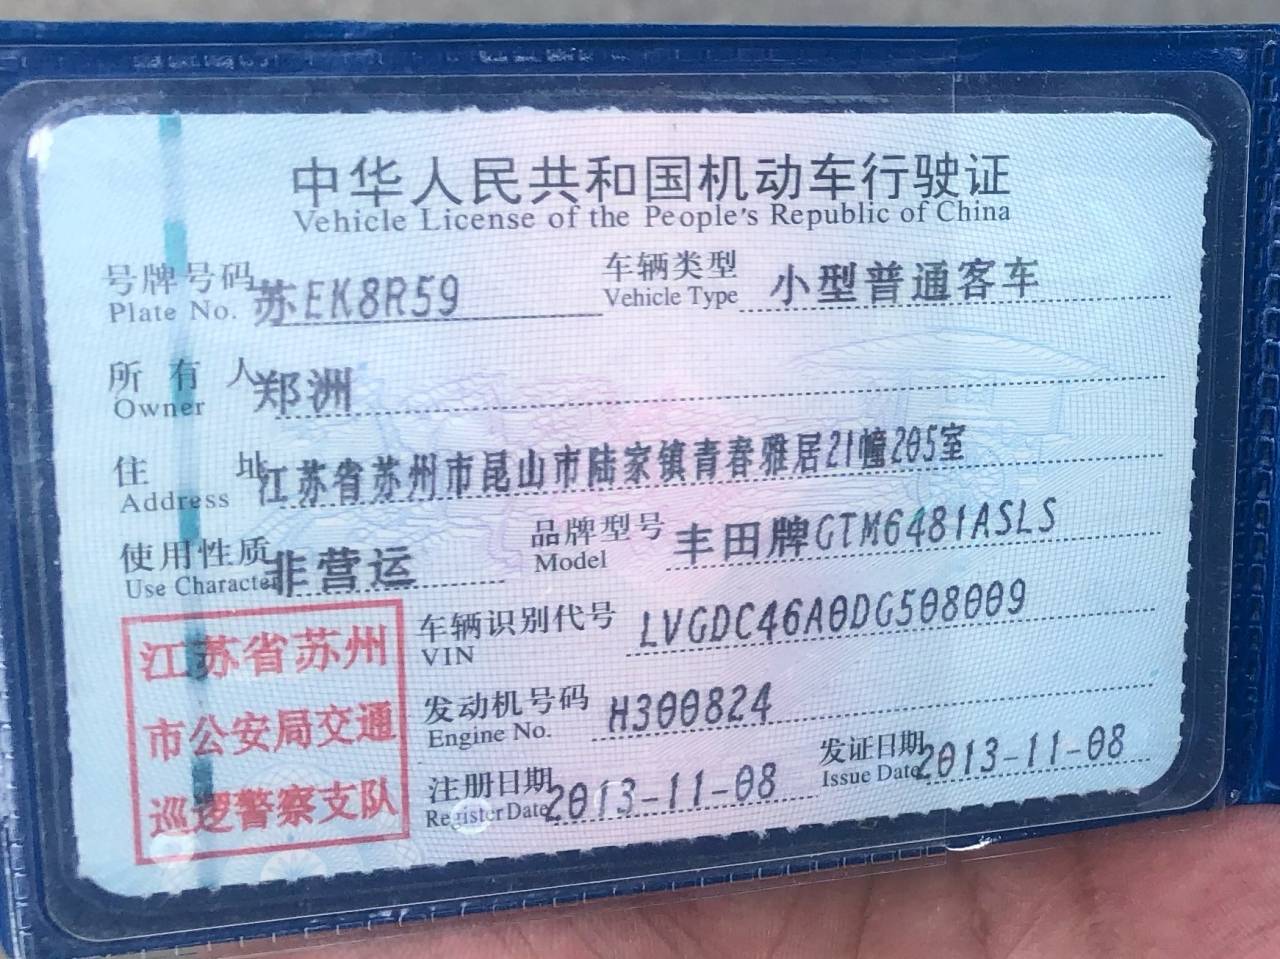 中华人民共和国机动车行驶证
Vehicle License of the People's Republic of China
号牌号码 苏EK8R59 车辆类型 小型普通客车
Plate No. Vehicle Type
所有人 郑洲
Owner
住址 江苏省苏州市昆山市陆家镇青春雅居21幢205室
Address
使用性质 非营运 品牌型号 丰田牌GTM6481ASLS
Use Character Model
车辆识别代号 LVGDC46A0DG508009
VIN
发动机号码 H300824
Engine No.
注册日期 2013-11-08 发证日期 2013-11-08
Register Date Issue Date
江苏省苏州
市公安局交通
巡逻警察支队